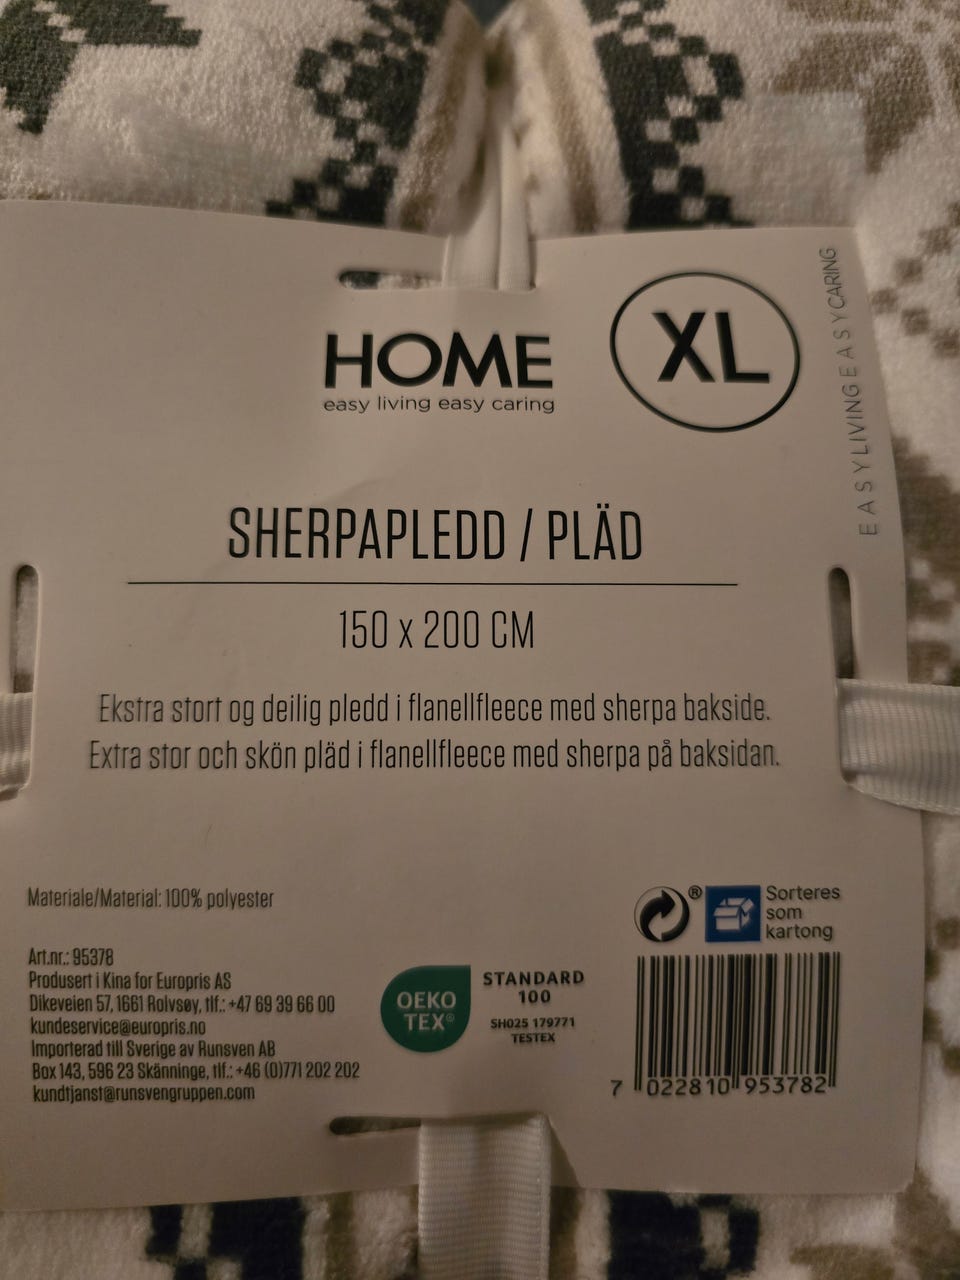 HOME
easy living easy caring
XL
EASY LIVING EASY CARING
SHERPAPLEDD / PLÄD
150 x 200 CM
Ekstra stort og deilig pledd i flanellfleece med sherpa bakside.
Extra stor och skön pläd i flanellfleece med sherpa på baksidan.
Materiale/Material: 100% polyester
Art.nr.: 95378
Produsert i Kina for Europris AS
Dikeveien 57, 1661 Rolvsøy, tlf.: +47 69 39 66 00
kundeservice@europris.no
Importerad till Sverige av Runsven AB
Box 143, 596 23 Skänninge, tlf.: +46 (0)771 202 202
kundtjanst@runsvengruppen.com
OEKO
TEX®
STANDARD
100
SH025 179771
TESTEX
®
Sorteres
som
kartong
7 022810 953782